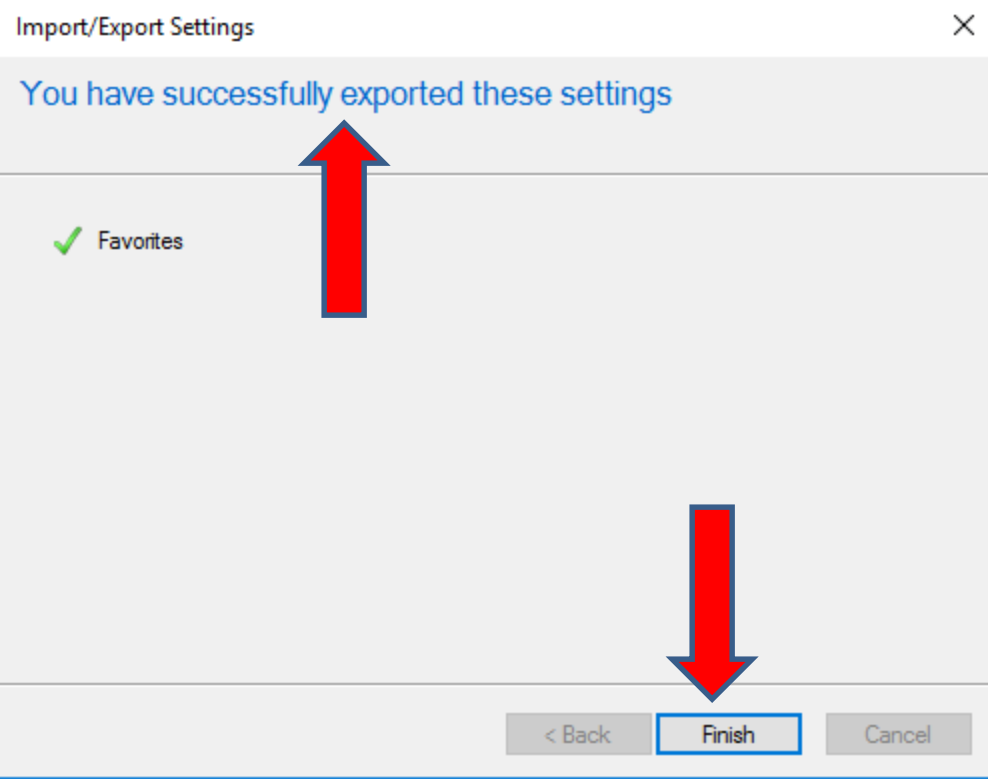 Import/Export Settings
You have successfully exported these settings
Favorites
< Back
Finish
Cancel